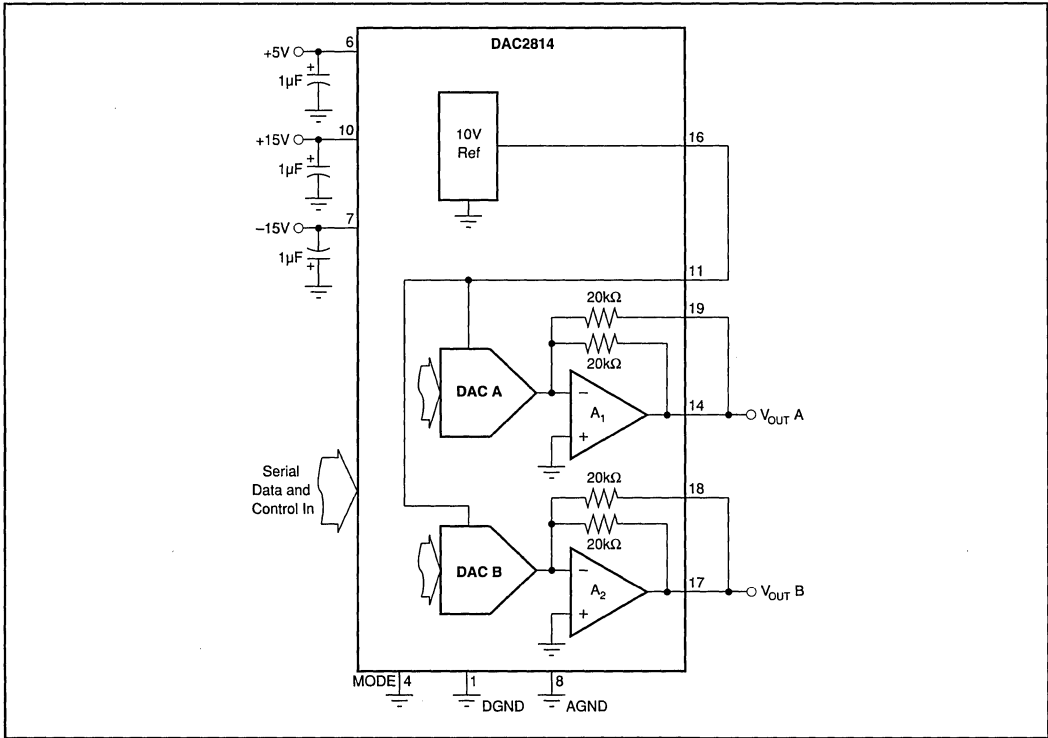 DAC2814
+5V
6
+
1µF
+15V
10
+
1µF
–15V
7
1µF
+
10V
Ref
16
11
20kΩ
19
20kΩ
DAC A
–
A1
+
14
VOUT A
Serial
Data and
Control In
20kΩ
18
20kΩ
DAC B
–
A2
+
17
VOUT B
MODE 4
1
DGND
8
AGND